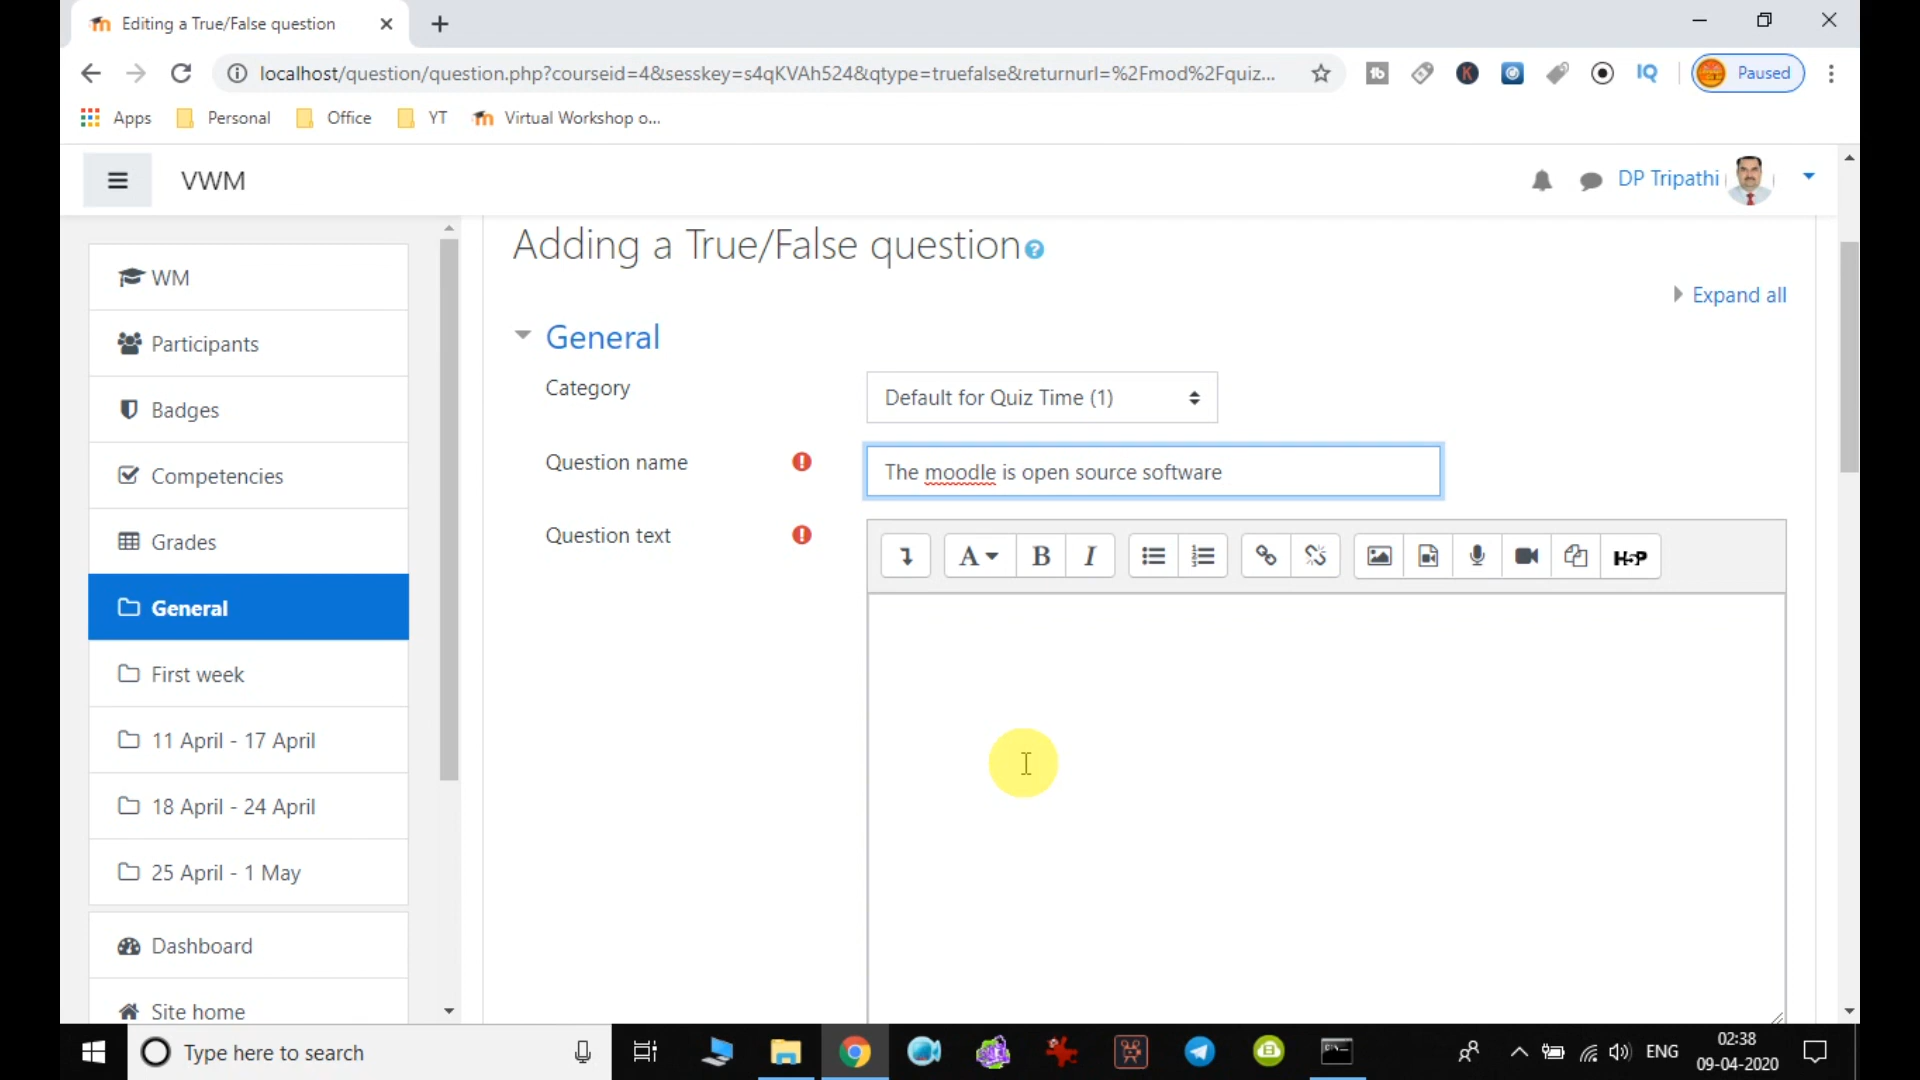 Editing a True/False question
localhost/question/question.php?courseid=4&sesskey=s4qKVAh524&qtype=truefalse&returnurl=%2Fmod%2Fquiz...
Paused
Apps
Personal
Office
YT
Virtual Workshop o...
VWM
DP Tripathi
WM
Participants
Badges
Competencies
Grades
General
First week
11 April - 17 April
18 April - 24 April
25 April - 1 May
Dashboard
Site home
Adding a True/False question
Expand all
General
Category
Default for Quiz Time (1)
Question name
The moodle is open source software
Question text
A
B
I
H5P
K
IQ
Type here to search
ENG
02:38
09-04-2020